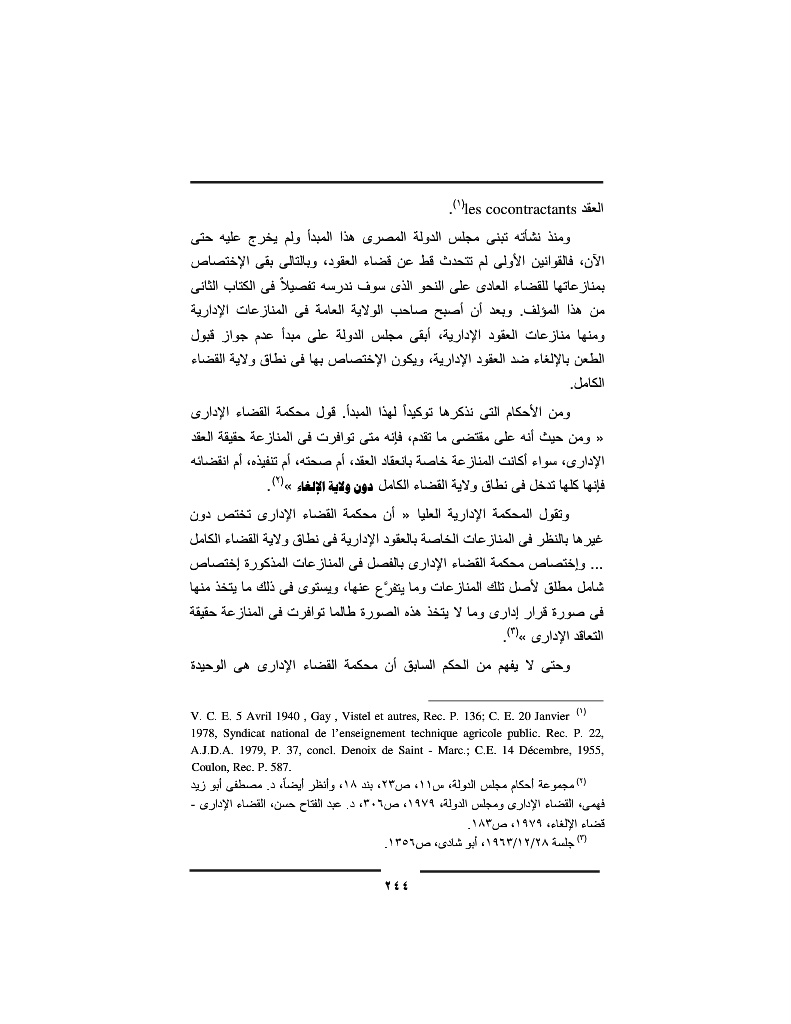 العقد les cocontractants(١).
ومنذ نشأته تبنى مجلس الدولة المصرى هذا المبدأ ولم يخرج عليه حتى
الآن، فالقوانين الأولى لم تتحدث قط عن قضاء العقود، وبالتالى بقى الإختصاص
بمنازعاتها للقضاء العادى على النحو الذى سوف ندرسه تفصيلاً فى الكتاب الثانى
من هذا المؤلف. وبعد أن أصبح صاحب الولاية العامة فى المنازعات الإدارية
ومنها منازعات العقود الإدارية، أبقى مجلس الدولة على مبدأ عدم جواز قبول
الطعن بالإلغاء ضد العقود الإدارية، ويكون الإختصاص بها فى نطاق ولاية القضاء
الكامل.
ومن الأحكام التى نذكرها توكيداً لهذا المبدأ. قول محكمة القضاء الإدارى
« ومن حيث أنه على مقتضى ما تقدم، فإنه متى توافرت فى المنازعة حقيقة العقد
الإدارى، سواء أكانت المنازعة خاصة بانعقاد العقد، أم صحته، أم تنفيذه، أم انقضائه
فإنها كلها تدخل فى نطاق ولاية القضاء الكامل دون ولاية الإلغاء »(٢).
وتقول المحكمة الإدارية العليا « أن محكمة القضاء الإدارى تختص دون
غيرها بالنظر فى المنازعات الخاصة بالعقود الإدارية فى نطاق ولاية القضاء الكامل
... وإختصاص محكمة القضاء الإدارى بالفصل فى المنازعات المذكورة إختصاص
شامل مطلق لأصل تلك المنازعات وما يتفرَّع عنها، ويستوى فى ذلك ما يتخذ منها
فى صورة قرار إدارى وما لا يتخذ هذه الصورة طالما توافرت فى المنازعة حقيقة
التعاقد الإدارى »(٣).
وحتى لا يفهم من الحكم السابق أن محكمة القضاء الإدارى هى الوحيدة
(١) V. C. E. 5 Avril 1940 , Gay , Vistel et autres, Rec. P. 136; C. E. 20 Janvier
1978, Syndicat national de l'enseignement technique agricole public. Rec. P. 22,
A.J.D.A. 1979, P. 37, concl. Denoix de Saint - Marc.; C.E. 14 Décembre, 1955,
Coulon, Rec. P. 587.
(٢) مجموعة أحكام مجلس الدولة، س١١، ص٢٣، بند ١٨، وأنظر أيضاً، د. مصطفى أبو زيد
فهمى، القضاء الإدارى ومجلس الدولة، ١٩٧٩، ص٣٠٦، د. عبد الفتاح حسن، القضاء الإدارى -
قضاء الإلغاء، ١٩٧٩، ص١٨٣.
(٣) جلسة ١٩٦٣/١٢/٢٨، أبو شادى، ص١٣٥٦.
٢٤٤